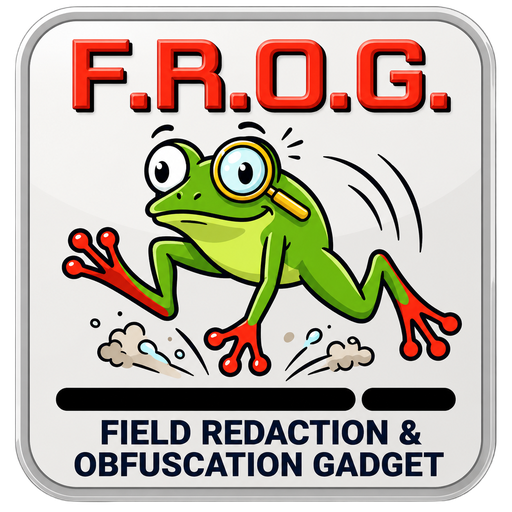 F.R.O.G.
FIELD REDACTION &
OBFUSCATION GADGET